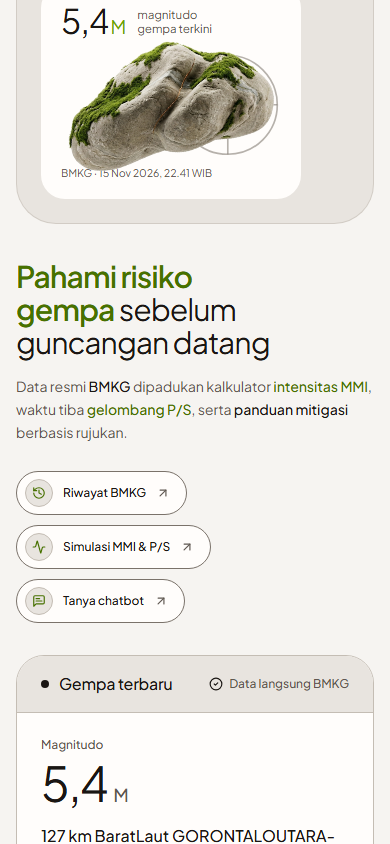 5,4 M
magnitudo
gempa terkini
BMKG · 15 Nov 2026, 22.41 WIB
Pahami risiko
gempa sebelum
guncangan datang
Data resmi BMKG dipadukan kalkulator intensitas MMI,
waktu tiba gelombang P/S, serta panduan mitigasi
berbasis rujukan.
Riwayat BMKG
Simulasi MMI & P/S
Tanya chatbot
Gempa terbaru
Data langsung BMKG
Magnitudo
5,4 M
127 km BaratLaut GORONTALOUTARA-